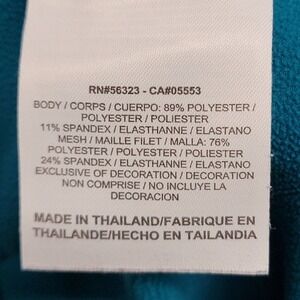 RN#56323 - CA#05553
BODY / CORPS / CUERPO: 89% POLYESTER /
POLYESTER / POLIESTER
11% SPANDEX / ELASTHANNE / ELASTANO
MESH / MAILLE FILET / MALLA: 76%
POLYESTER / POLYESTER / POLIESTER
24% SPANDEX / ELASTHANNE / ELASTANO
EXCLUSIVE OF DECORATION / DECORATION
NON COMPRISE / NO INCLUYE LA
DECORACION
MADE IN THAILAND/FABRIQUE EN
THAILANDE/HECHO EN TAILANDIA